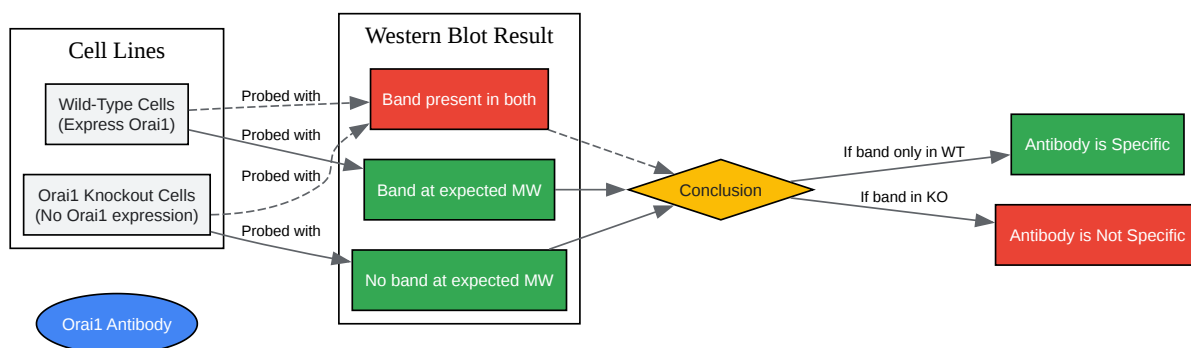 Cell Lines
Wild-Type Cells
(Express Orai1)
Orai1 Knockout Cells
(No Orai1 expression)
Orai1 Antibody
Probed with
Probed with
Probed with
Probed with
Western Blot Result
Band present in both
Band at expected MW
No band at expected MW
Conclusion
If band only in WT
If band in KO
Antibody is Specific
Antibody is Not Specific